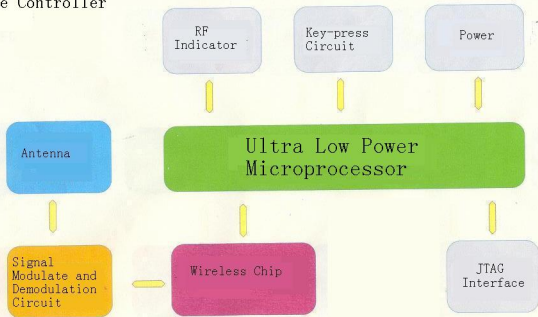 e Controller
RF
Indicator
Key-press
Circuit
Power
Antenna
Ultra Low Power
Microprocessor
Signal
Modulate and
Demodulation
Circuit
Wireless Chip
JTAG
Interface